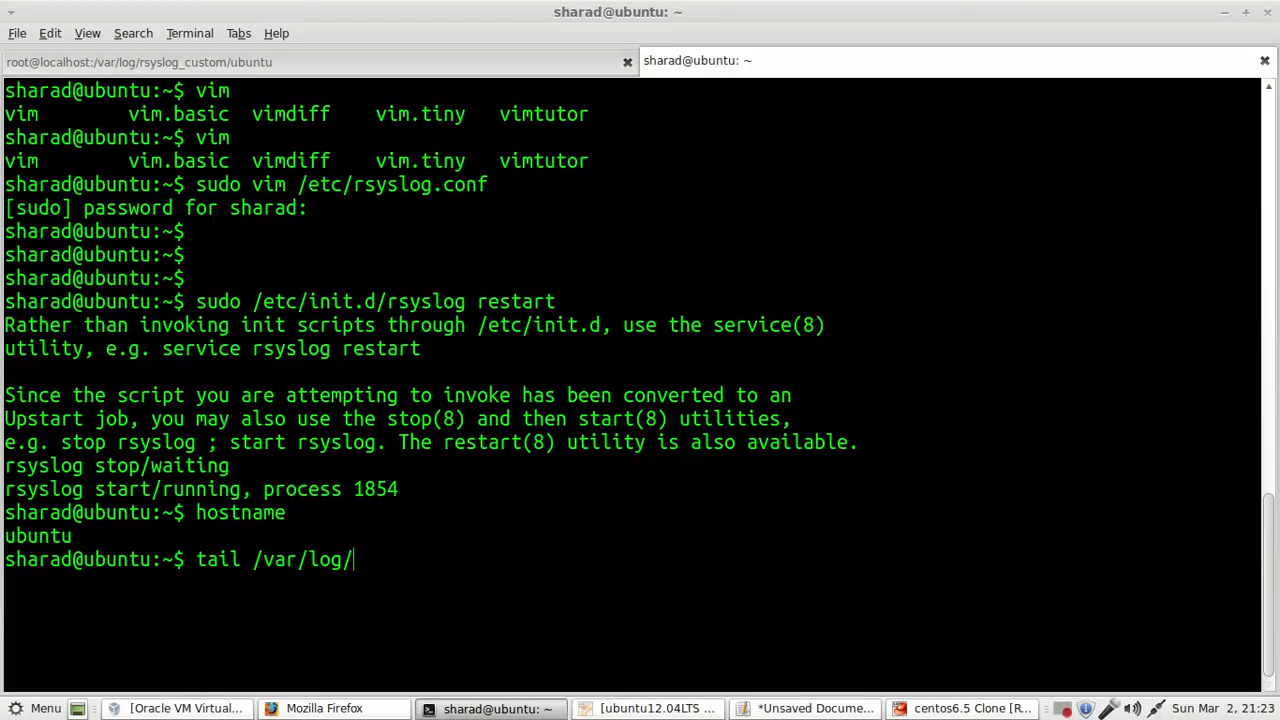 sharad@ubuntu: ~
File Edit View Search Terminal Tabs Help
root@localhost:/var/log/rsyslog_custom/ubuntu
sharad@ubuntu: ~
sharad@ubuntu:~$ vim
vim vim.basic vimdiff vim.tiny vimtutor
sharad@ubuntu:~$ vim
vim vim.basic vimdiff vim.tiny vimtutor
sharad@ubuntu:~$ sudo vim /etc/rsyslog.conf
[sudo] password for sharad:
sharad@ubuntu:~$
sharad@ubuntu:~$
sharad@ubuntu:~$
sharad@ubuntu:~$ sudo /etc/init.d/rsyslog restart
Rather than invoking init scripts through /etc/init.d, use the service(8)
utility, e.g. service rsyslog restart
Since the script you are attempting to invoke has been converted to an
Upstart job, you may also use the stop(8) and then start(8) utilities,
e.g. stop rsyslog ; start rsyslog. The restart(8) utility is also available.
rsyslog stop/waiting
rsyslog start/running, process 1854
sharad@ubuntu:~$ hostname
ubuntu
sharad@ubuntu:~$ tail /var/log/
Menu [Oracle VM Virtual... Mozilla Firefox sharad@ubuntu: ~ [ubuntu12.04LTS ... *Unsaved Docume... centos6.5 Clone [R... Sun Mar 2, 21:23